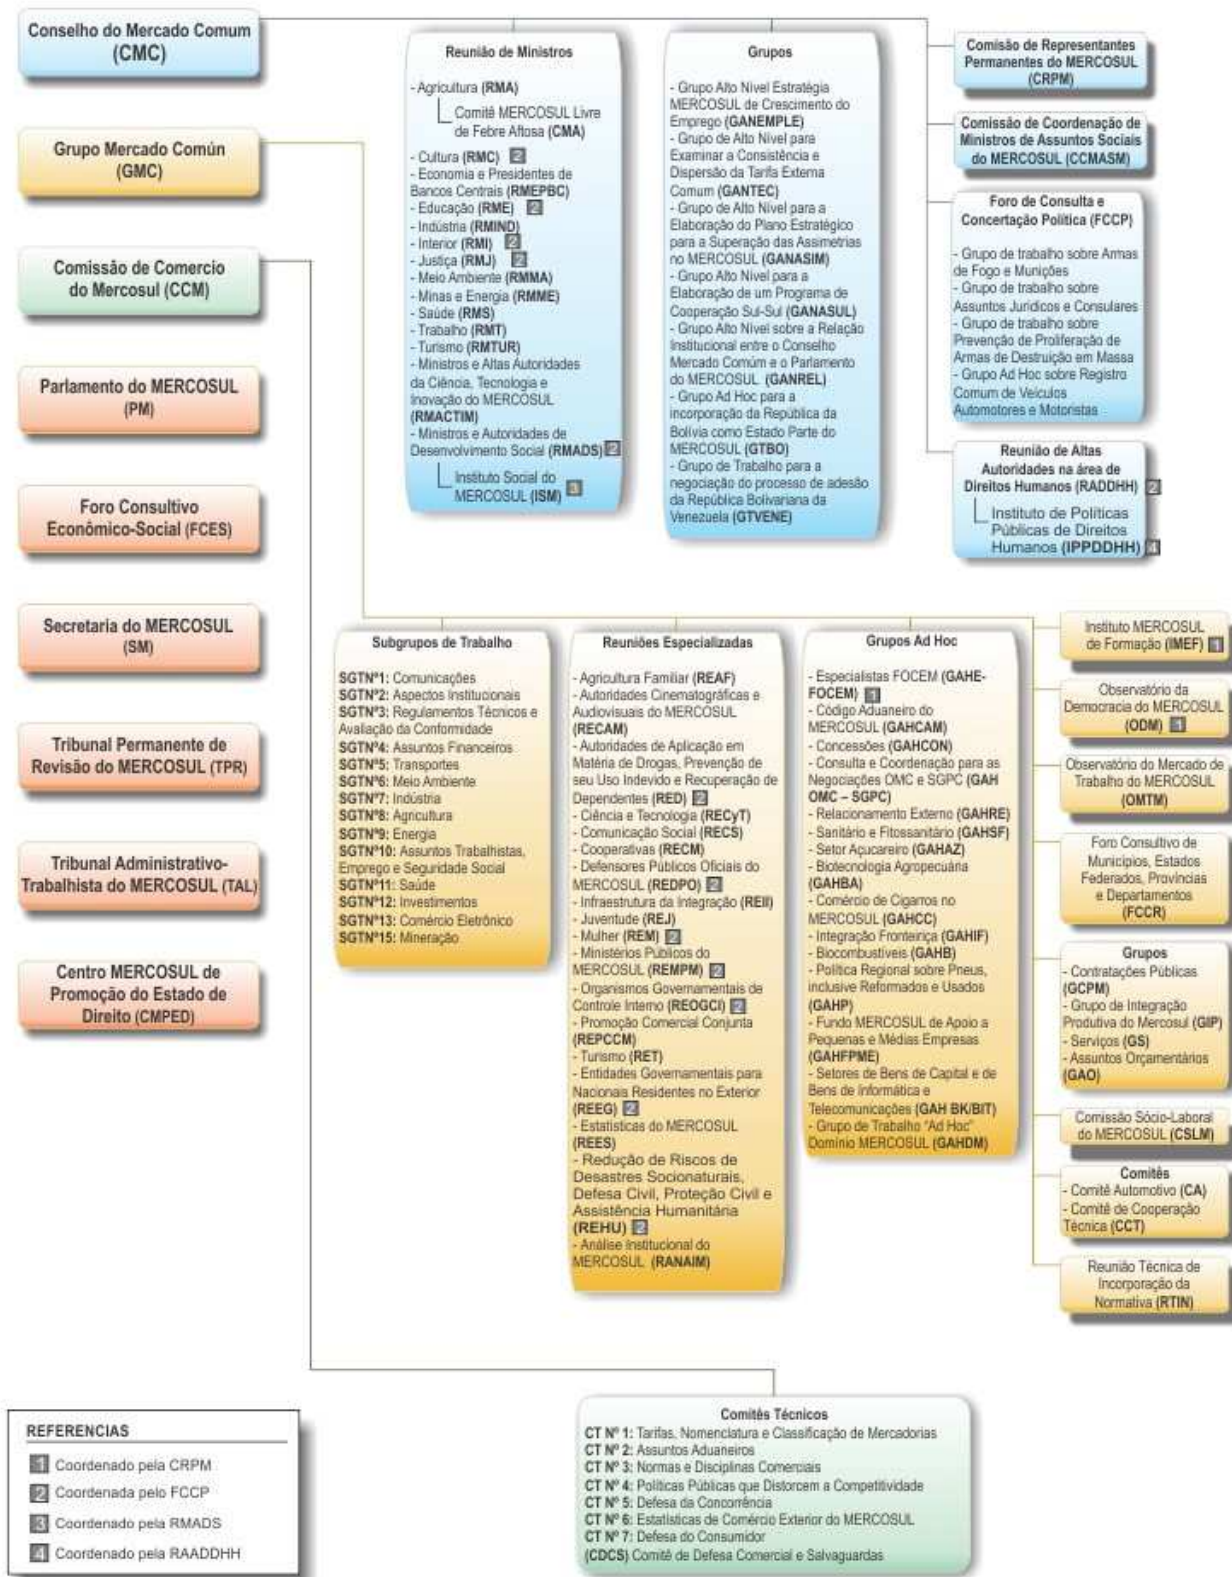 Conselho do Mercado Comum
(CMC)
Grupo Mercado Común
(GMC)
Comissão de Comercio
do Mercosul (CCM)
Parlamento do MERCOSUL
(PM)
Foro Consultivo
Econômico-Social (FCES)
Secretaria do MERCOSUL
(SM)
Tribunal Permanente de
Revisão do MERCOSUL (TPR)
Tribunal Administrativo-
Trabalhista do MERCOSUL (TAL)
Centro MERCOSUL de
Promoção do Estado de
Direito (CMPED)
Reunião de Ministros
- Agricultura (RMA)
Comitê MERCOSUL Livre
de Febre Aftosa (CMA)
- Cultura (RMC) 2
- Economia e Presidentes de
Bancos Centrais (RMEPBC)
- Educação (RME) 2
- Indústria (RMIND)
- Interior (RMI) 2
- Justiça (RMJ) 2
- Meio Ambiente (RMMA)
- Minas e Energia (RMME)
- Saúde (RMS)
- Trabalho (RMT)
- Turismo (RMTUR)
- Ministros e Altas Autoridades
da Ciência, Tecnologia e
Inovação do MERCOSUL
(RMACTIM)
- Ministros e Autoridades de
Desenvolvimento Social (RMADS) 2
Instituto Social do
MERCOSUL (ISM) 3
Grupos
- Grupo Alto Nivel Estratégia
MERCOSUL de Crescimento do
Emprego (GANEMPLE)
- Grupo de Alto Nível para
Examinar a Consistência e
Dispersão da Tarifa Externa
Comum (GANTEC)
- Grupo de Alto Nível para a
Elaboração do Plano Estratégico
para a Superação das Assimetrias
no MERCOSUL (GANASIM)
- Grupo Alto Nível para a
Elaboração de um Programa de
Cooperação Sul-Sul (GANASUL)
- Grupo Alto Nível sobre a Relação
Institucional entre o Conselho
Mercado Comúm e o Parlamento
do MERCOSUL (GANREL)
- Grupo Ad Hoc para a
incorporação da República da
Bolívia como Estado Parte do
MERCOSUL (GTBO)
- Grupo de Trabalho para a
negociação do processo de adesão
da República Bolivariana da
Venezuela (GTVENE)
Comisão de Representantes
Permanentes do MERCOSUL
(CRPM)
Comissão de Coordenação de
Ministros de Assuntos Sociais
do MERCOSUL (CCMASM)
Foro de Consulta e
Concertação Política (FCCP)
- Grupo de trabalho sobre Armas
de Fogo e Munições
- Grupo de trabalho sobre
Assuntos Juridicos e Consulares
- Grupo de trabalho sobre
Prevenção de Proliferação de
Armas de Destruição em Massa
- Grupo Ad Hoc sobre Registro
Comum de Veículos
Automotores e Motoristas
Reunião de Altas
Autoridades na área de
Direitos Humanos (RADDHH) 2
Instituto de Políticas
Públicas de Direitos
Humanos (IPPDDHH) 4
Subgrupos de Trabalho
SGTNº1: Comunicações
SGTNº2: Aspectos Institucionais
SGTNº3: Regulamentos Técnicos e
Avaliação da Conformidade
SGTNº4: Assuntos Financeiros
SGTNº5: Transportes
SGTNº6: Meio Ambiente
SGTNº7: Indústria
SGTNº8: Agricultura
SGTNº9: Energia
SGTNº10: Assuntos Trabalhistas,
Emprego e Seguridade Social
SGTNº11: Saúde
SGTNº12: Investimentos
SGTNº13: Comércio Eletrônico
SGTNº15: Mineração
Reuniões Especializadas
- Agricultura Familiar (REAF)
- Autoridades Cinematográficas e
Audiovisuais do MERCOSUL
(RECAM)
- Autoridades de Aplicação em
Matéria de Drogas, Prevenção de
seu Uso Indevido e Recuperação de
Dependentes (RED) 2
- Ciência e Tecnologia (RECyT)
- Comunicação Social (RECS)
- Cooperativas (RECM)
- Defensores Públicos Oficiais do
MERCOSUL (REDPO) 2
- Infraestrutura da Integração (REII)
- Juventude (REJ)
- Mulher (REM) 2
- Ministérios Públicos do
MERCOSUL (REMPM) 2
- Organismos Governamentais de
Controle Interno (REOGCI) 2
- Promoção Comercial Conjunta
(REPCCM)
- Turismo (RET)
- Entidades Governamentais para
Nacionais Residentes no Exterior
(REEG) 2
- Estatísticas do MERCOSUL
(REES)
- Redução de Riscos de
Desastres Socionaturais,
Defesa Civil, Proteção Civil e
Assistência Humanitária
(REHU) 2
- Análise Institucional do
MERCOSUL (RANAIM)
Grupos Ad Hoc
- Especialistas FOCEM (GAHE-
FOCEM) 1
- Código Aduaneiro do
MERCOSUL (GAHCAM)
- Concessões (GAHCON)
- Consulta e Coordenação para as
Negociações OMC e SGPC (GAH
OMC – SGPC)
- Relacionamento Externo (GAHRE)
- Sanitário e Fitossanitário (GAHSF)
- Setor Açucareiro (GAHAZ)
- Biotecnologia Agropecuária
(GAHBA)
- Comércio de Cigarros no
MERCOSUL (GAHCC)
- Integração Fronteiriça (GAHIF)
- Biocombustíveis (GAHB)
- Política Regional sobre Pneus,
inclusive Reformados e Usados
(GAHP)
- Fundo MERCOSUL de Apoio a
Pequenas e Médias Empresas
(GAHFPME)
- Setores de Bens de Capital e de
Bens de Informática e
Telecomunicações (GAH BK/BIT)
- Grupo de Trabalho "Ad Hoc"
Domínio MERCOSUL (GAHDM)
Instituto MERCOSUL
de Formação (IMEF) 1
Observatório da
Democracia do MERCOSUL
(ODM) 1
Observatório do Mercado de
Trabalho do MERCOSUL
(OMTM)
Foro Consultivo de
Municípios, Estados
Federados, Províncias
e Departamentos
(FCCR)
Grupos
- Contratações Públicas
(GCPM)
- Grupo de Integração
Produtiva do Mercosul (GIP)
- Serviços (GS)
- Assuntos Orçamentários
(GAO)
Comissão Sócio-Laboral
do MERCOSUL (CSLM)
Comitês
- Comitê Automotivo (CA)
- Comitê de Cooperação
Técnica (CCT)
Reunião Técnica de
Incorporação da
Normativa (RTIN)
Comitês Técnicos
CT Nº 1: Tarifas, Nomenclatura e Classificação de Mercadorias
CT Nº 2: Assuntos Aduaneiros
CT Nº 3: Normas e Disciplinas Comerciais
CT Nº 4: Políticas Públicas que Distorcem a Competitividade
CT Nº 5: Defesa da Concorrência
CT Nº 6: Estatísticas de Comércio Exterior do MERCOSUL
CT Nº 7: Defesa do Consumidor
(CDCS) Comitê de Defesa Comercial e Salvaguardas
REFERENCIAS
1 Coordenado pela CRPM
2 Coordenada pelo FCCP
3 Coordenado pela RMADS
4 Coordenado pela RAADDHH